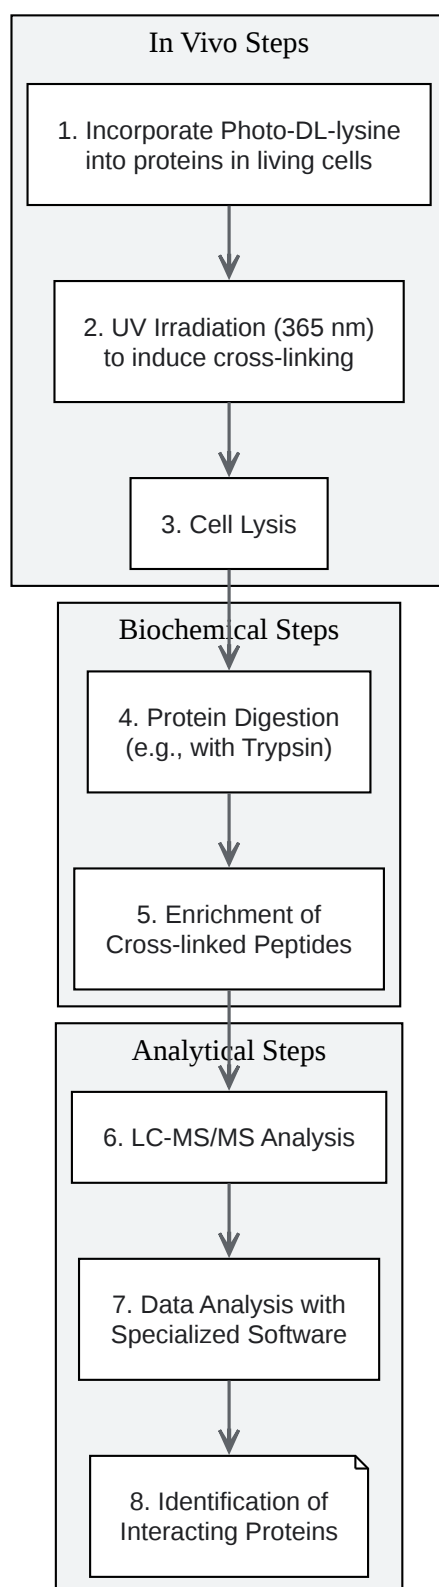 In Vivo Steps
1. Incorporate Photo-DL-lysine
into proteins in living cells
2. UV Irradiation (365 nm)
to induce cross-linking
3. Cell Lysis
Biochemical Steps
4. Protein Digestion
(e.g., with Trypsin)
5. Enrichment of
Cross-linked Peptides
Analytical Steps
6. LC-MS/MS Analysis
7. Data Analysis with
Specialized Software
8. Identification of
Interacting Proteins